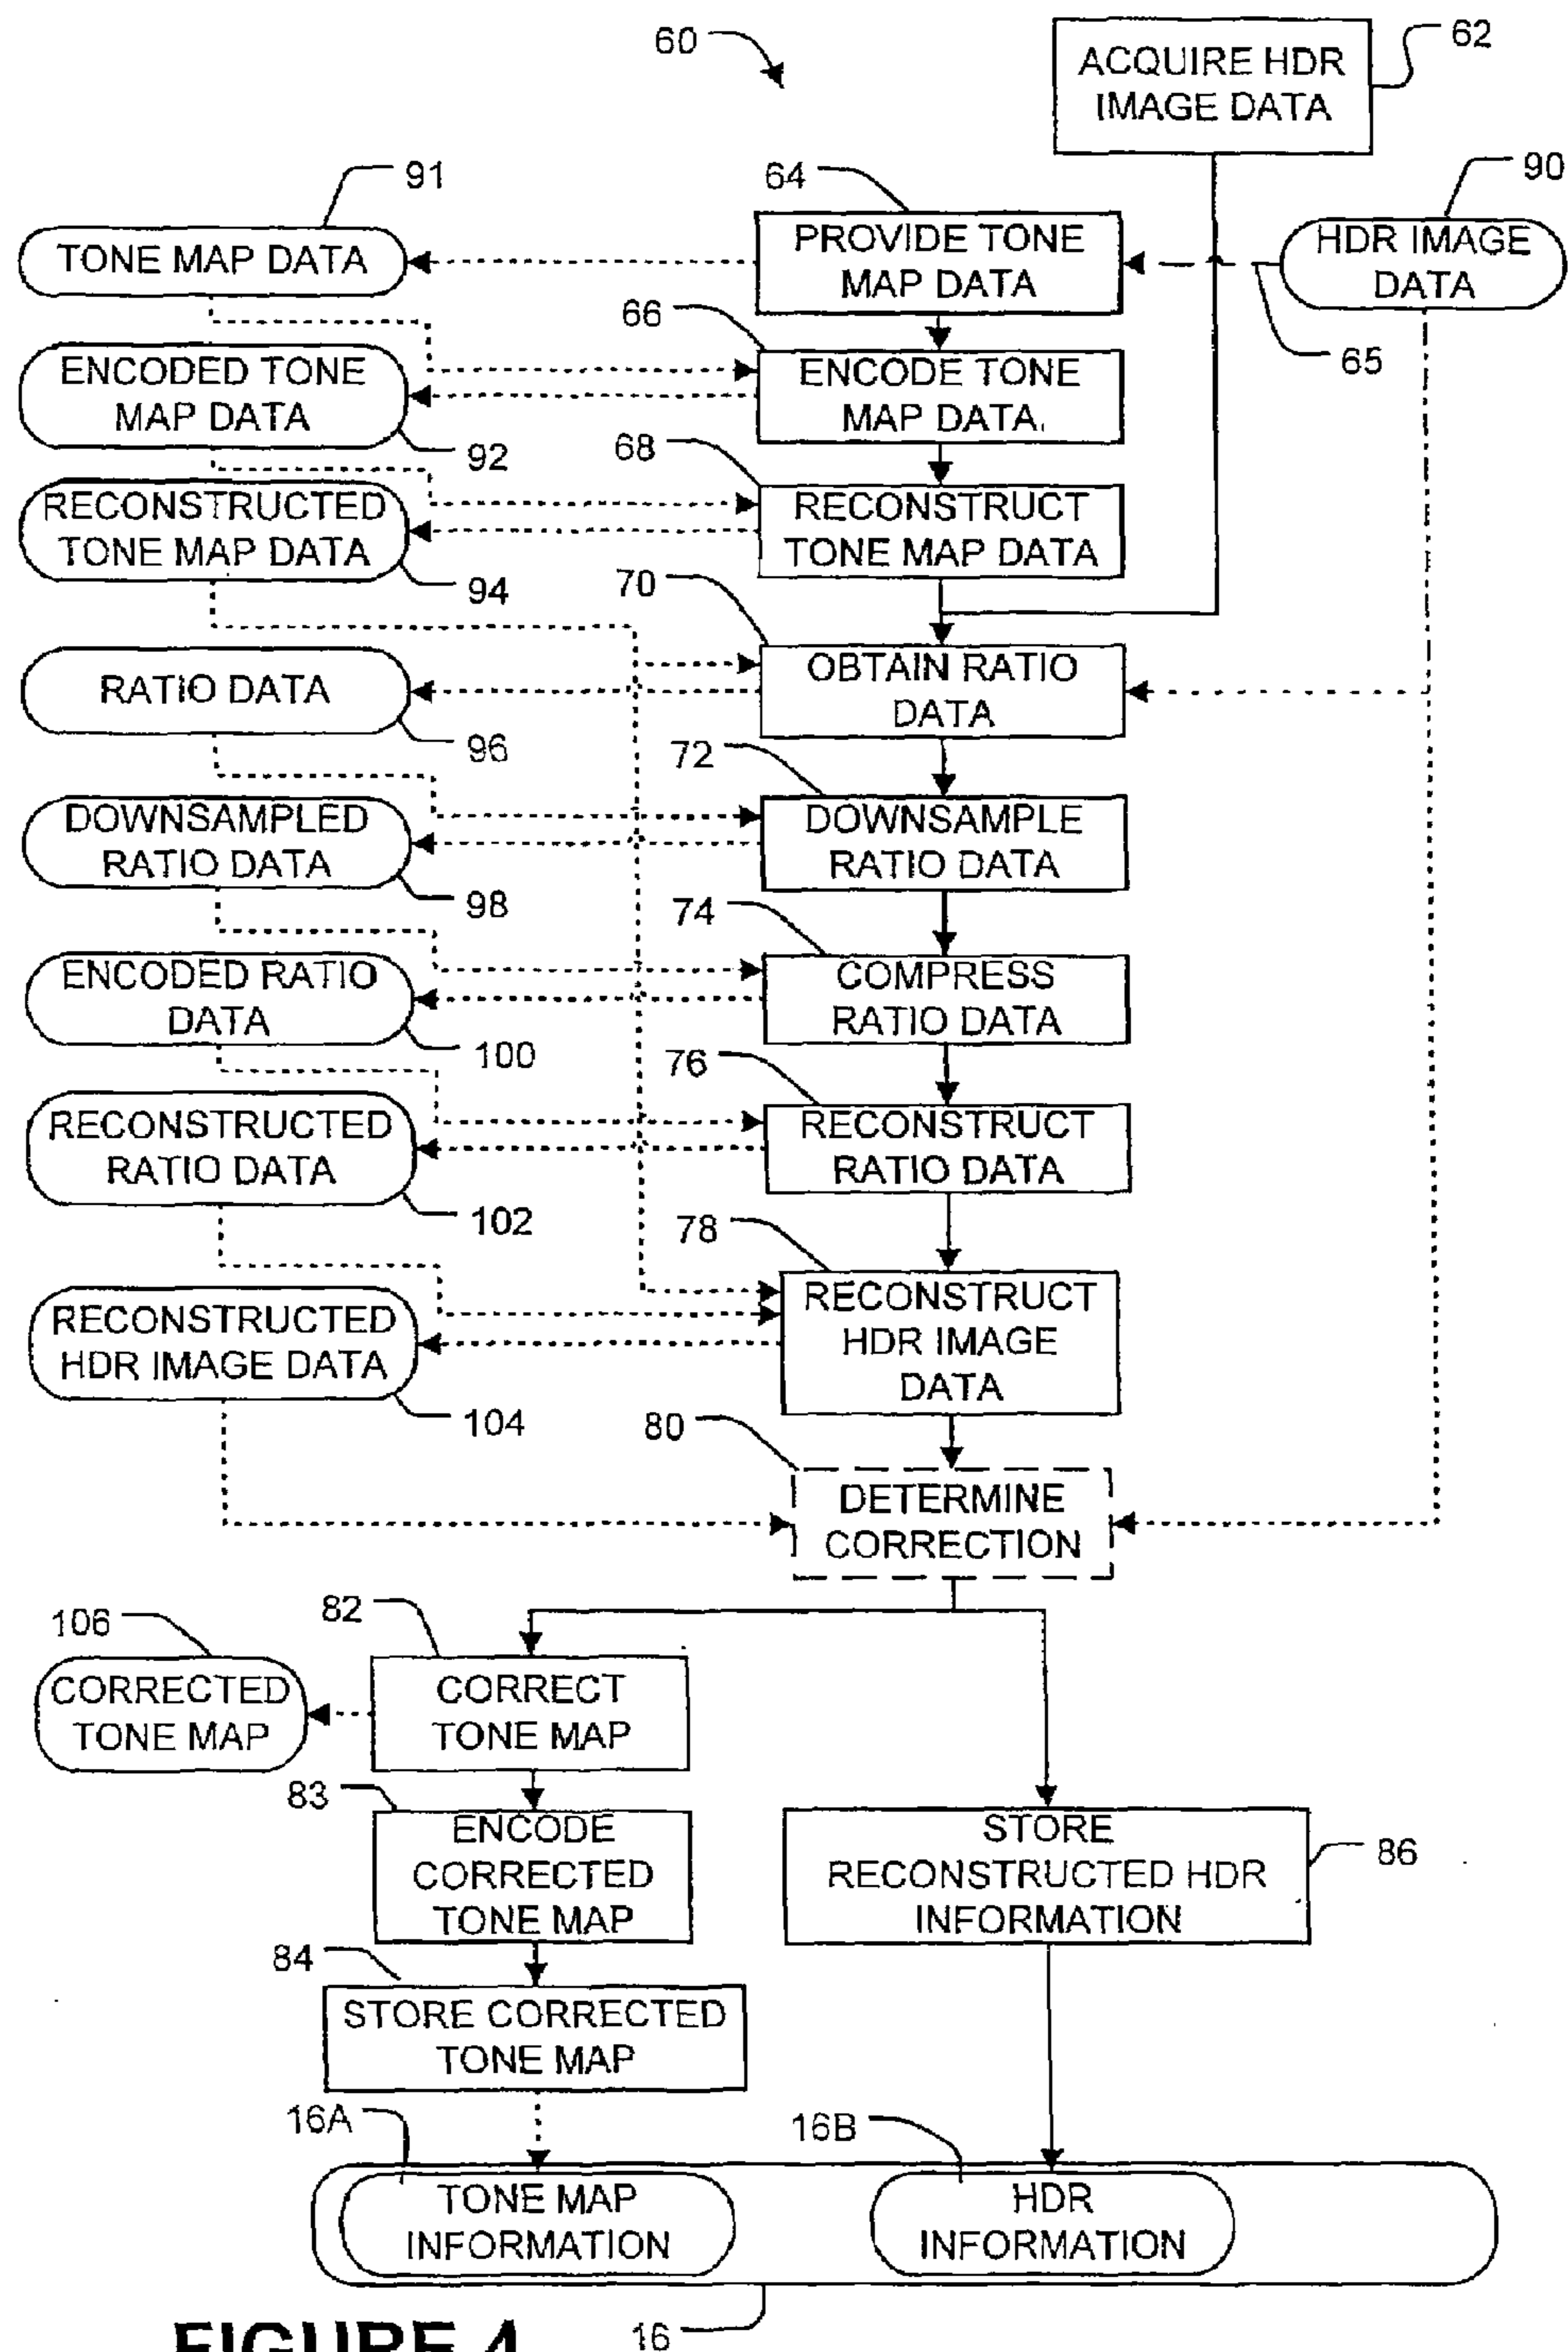 60
ACQUIRE HDR
IMAGE DATA
62
91
64
90
TONE MAP DATA
PROVIDE TONE
MAP DATA
HDR IMAGE
DATA
65
66
ENCODED TONE
MAP DATA
92
ENCODE TONE
MAP DATA
68
RECONSTRUCTED
TONE MAP DATA
94
RECONSTRUCT
TONE MAP DATA
70
RATIO DATA
96
OBTAIN RATIO
DATA
72
DOWNSAMPLED
RATIO DATA
98
DOWNSAMPLE
RATIO DATA
74
ENCODED RATIO
DATA
100
COMPRESS
RATIO DATA
76
RECONSTRUCTED
RATIO DATA
102
RECONSTRUCT
RATIO DATA
78
RECONSTRUCTED
HDR IMAGE DATA
104
RECONSTRUCT
HDR IMAGE
DATA
80
DETERMINE
CORRECTION
106
CORRECTED
TONE MAP
82
CORRECT
TONE MAP
83
ENCODE
CORRECTED
TONE MAP
STORE
RECONSTRUCTED HDR
INFORMATION
86
84
STORE CORRECTED
TONE MAP
16A
16B
TONE MAP
INFORMATION
HDR
INFORMATION
FIGURE 4
16